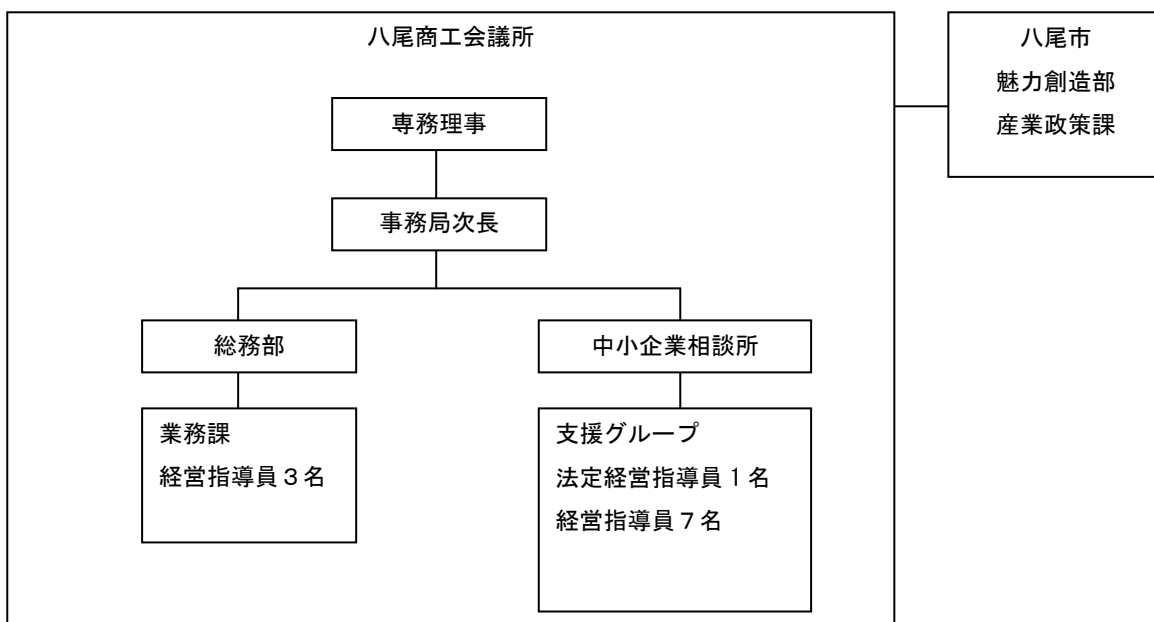 八尾商工会議所
専務理事
事務局次長
総務部
中小企業相談所
業務課
経営指導員３名
支援グループ
法定経営指導員１名
経営指導員７名
八尾市
魅力創造部
産業政策課